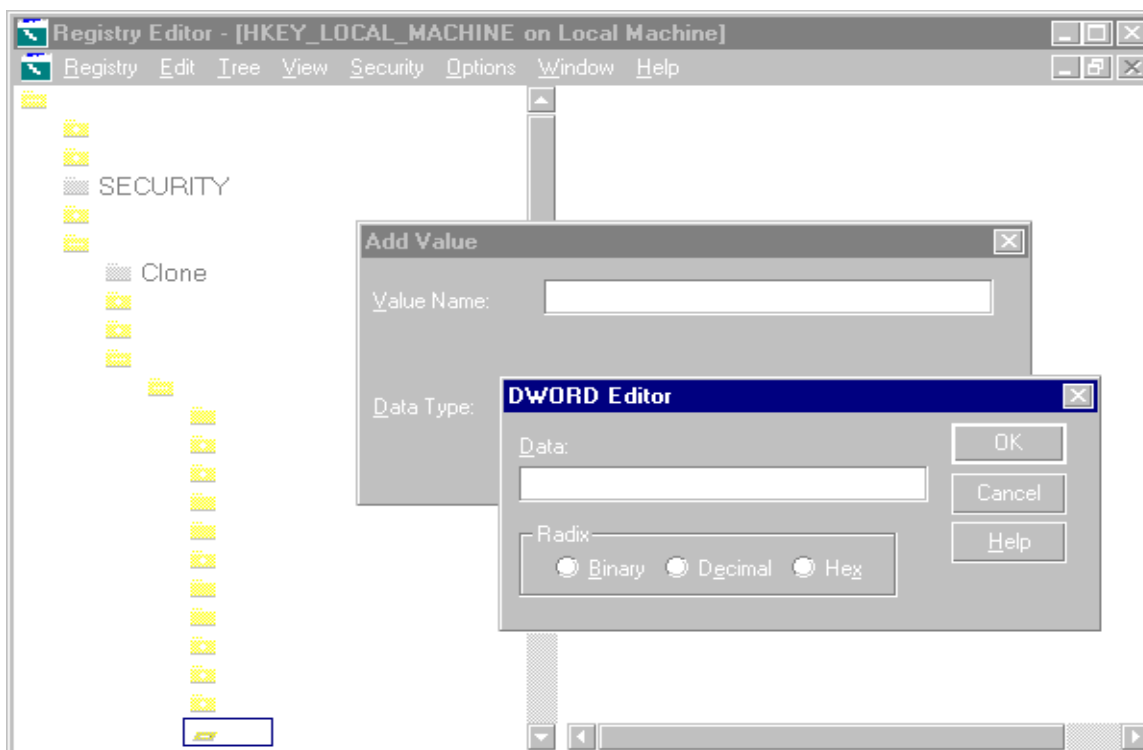 Registry Editor - [HKEY_LOCAL_MACHINE on Local Machine]
Registry Edit Tree View Security Options Window Help
SECURITY
Add Value
Clone
Value Name:
Data Type:
DWORD Editor
Data:
OK
Cancel
Radix
Help
Binary Decimal Hex